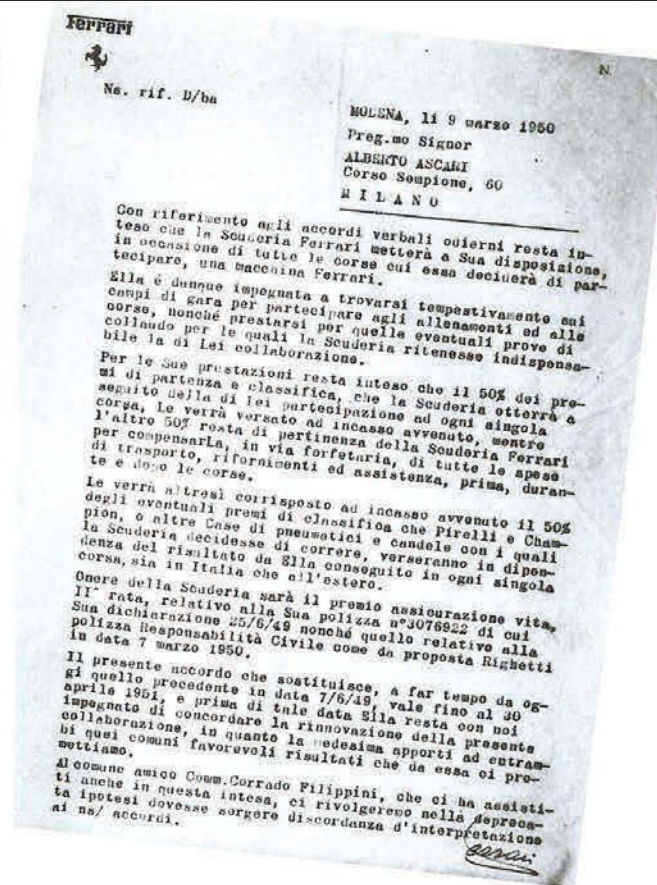 Ferrari
N.
Ns. rif. D/ba
MODENA, li 9 marzo 1950
Preg.mo Signor
ALBERTO ASCARI
Corso Sempione, 60
MILANO
Con riferimento agli accordi verbali odierni resta in-
teso che la Scuderia Ferrari metterà a Sua disposizione,
in occasione di tutte le corse cui essa deciderà di par-
tecipare, una macchina Ferrari.
Ella é dunque impegnata a trovarsi tempestivamente sui
campi di gara per partecipare agli allenamenti ed alle
corse, nonché prestarsi per quelle eventuali prove di
collaudo per le quali la Scuderia ritenesse indispensa-
bile la di Lei collaborazione.
Per le Sue prestazioni resta inteso che il 50% dei pre-
mi di partenza e classifica, che la Scuderia otterrà a
seguito della di lei partecipazione ad ogni singola
corsa, Le verrà versato ad incasso avvenuto, mentre
l'altro 50% resta di pertinenza della Scuderia Ferrari
per compensarLa, in via forfetaria, di tutte le spese
di trasporto, rifornimenti ed assistenza, prima, duran-
te e dopo le corse.
Le verrà altresì corrisposto ad incasso avvenuto il 50%
degli eventuali premi di classifica che Pirelli e Cham-
pion, o altre Case di pneumatici e candele con i quali
la Scuderia decidesse di correre, verseranno in dipen-
denza del risultato da Ella conseguito in ogni singola
corsa, sia in Italia che all'estero.
Onere della Scuderia sarà il premio assicurazione vita,
II^ rata, relativo alla Sua polizza n°3076922 di cui
Sua dichiarazione 25/6/49 nonché quello relativo alla
polizza Responsabilità Civile come da proposta Righetti
in data 7 marzo 1950.
Il presente accordo che sostituisce, a far tempo da og-
gi quello precedente in data 7/6/49, vale fino al 30
aprile 1951, e prima di tale data Ella resta con noi
impegnato di concordare la rinnovazione della presente
collaborazione, in quanto la medesima apporti ad entram-
bi quei comuni favorevoli risultati che da essa ci pro-
mettiamo.
Al comune amico Comm.Corrado Filippini, che ci ha assisti-
ti anche in questa intesa, ci rivolgeremo nella depreca-
ta ipotesi dovesse sorgere discordanza d'interpretazione
ai ns/ accordi.
Ferrari